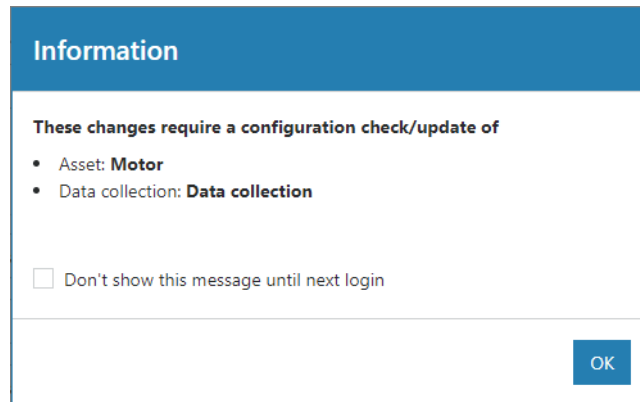 Information
These changes require a configuration check/update of
• Asset: Motor
• Data collection: Data collection
Don't show this message until next login
OK